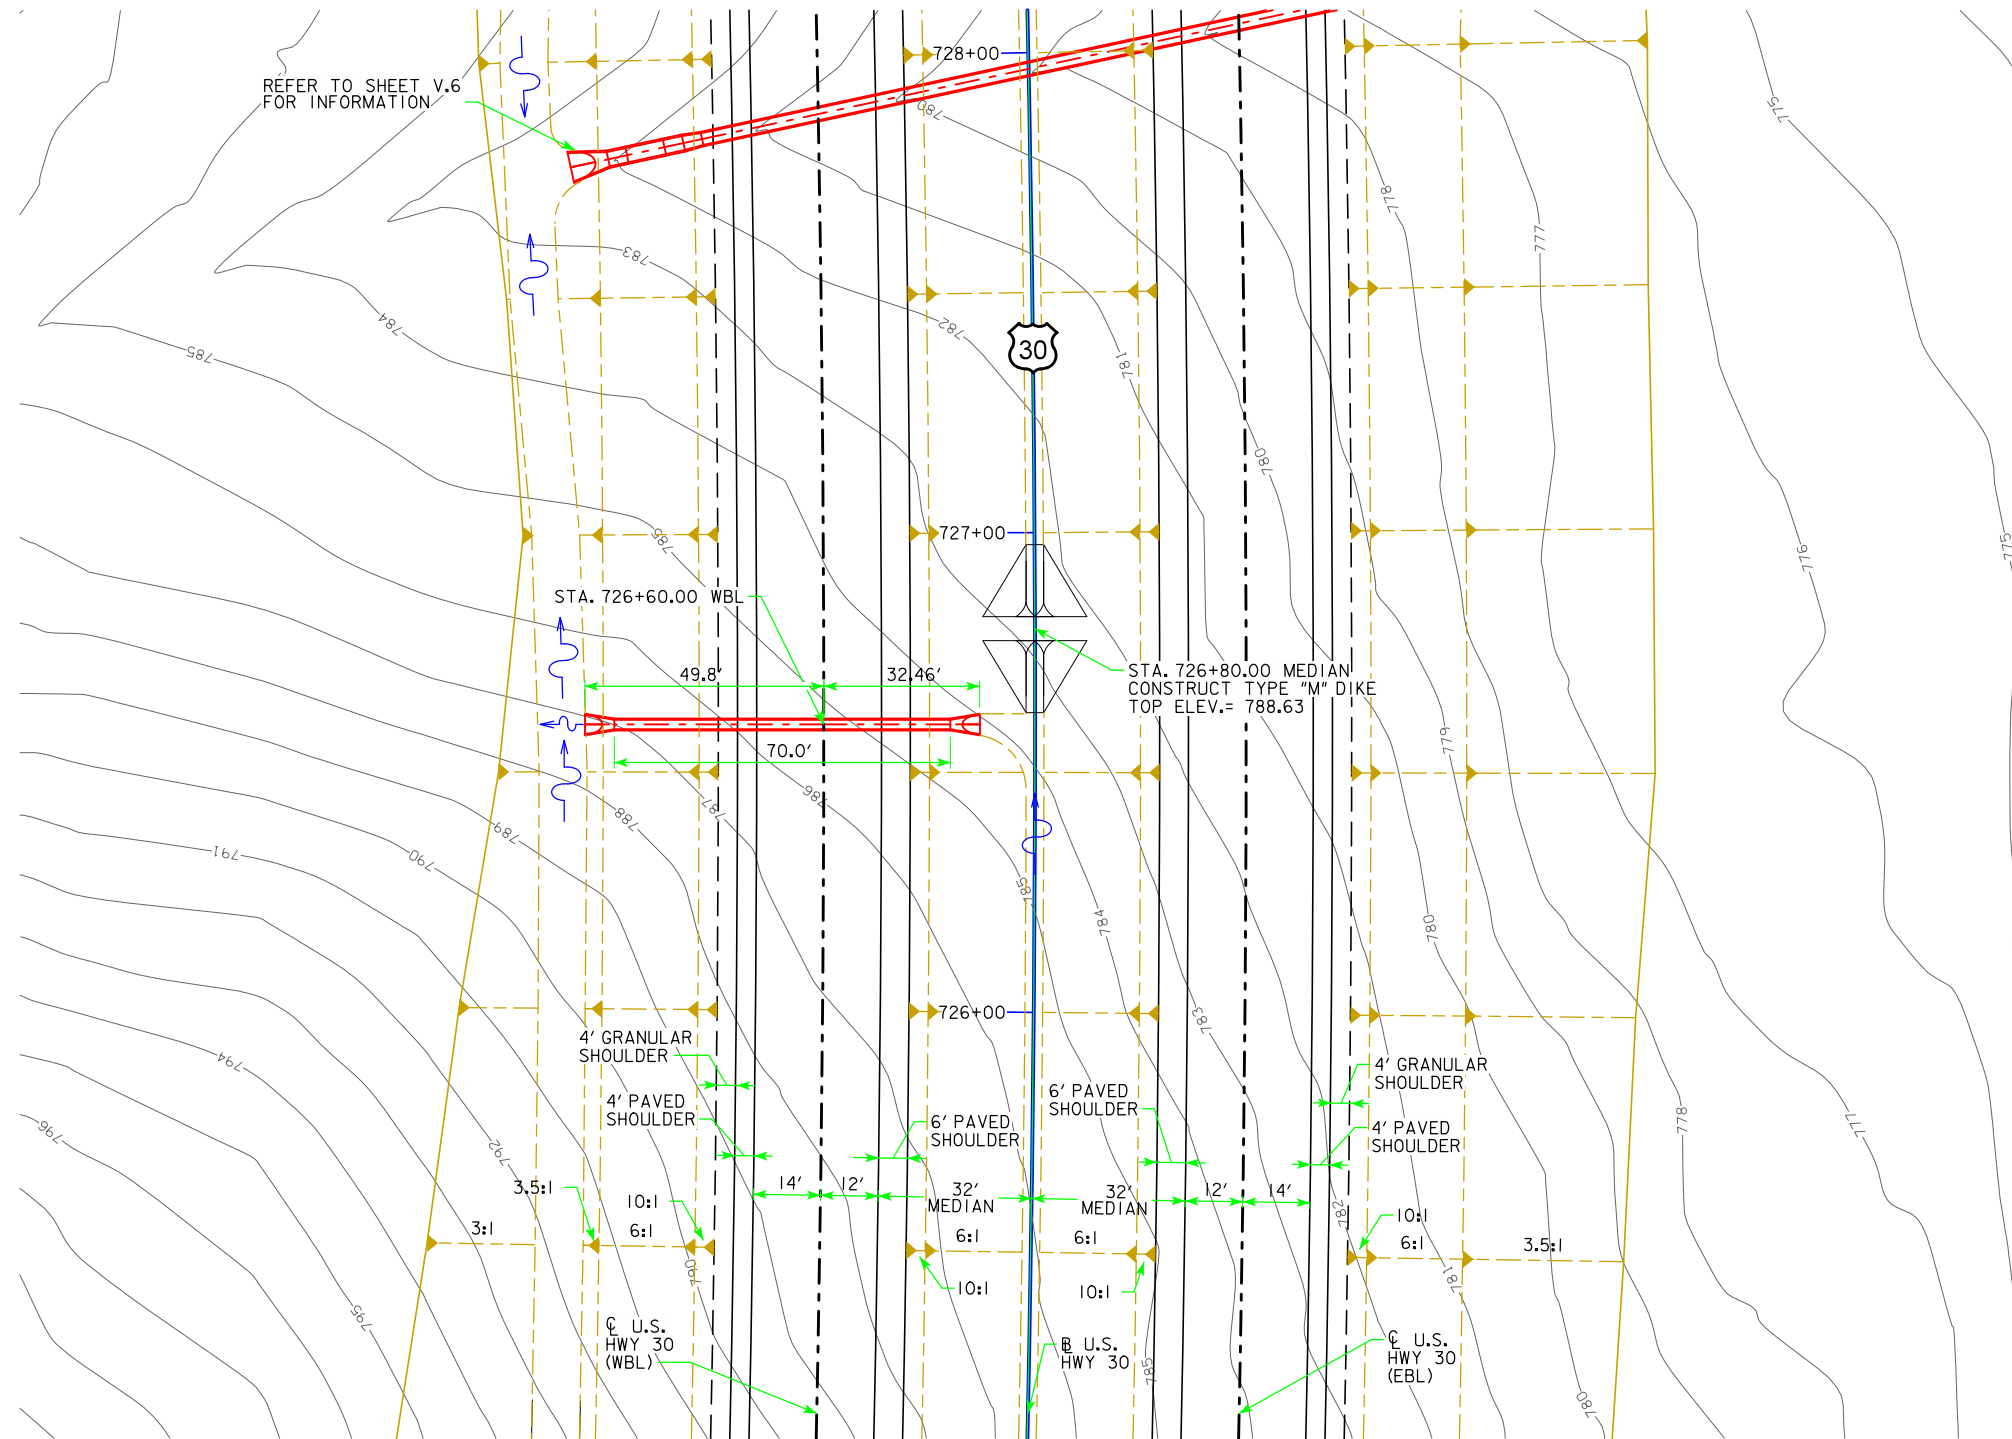 728+00
REFER TO SHEET V.6
FOR INFORMATION
775
780
778
777
783
784
782
785
30
781
780
785
727+00
775
776
STA. 726+60.00 WBL
49.8'
32.46'
STA. 726+80.00 MEDIAN
CONSTRUCT TYPE "M" DIKE
TOP ELEV.= 788.63
70.0'
779
786
787
788
789
790
791
785
784
780
783
726+00
794
4' GRANULAR
SHOULDER
4' PAVED
SHOULDER
6' PAVED
SHOULDER
6' PAVED
SHOULDER
4' GRANULAR
SHOULDER
4' PAVED
SHOULDER
778
777
796
792
14'
12'
32'
MEDIAN
32'
MEDIAN
12'
14'
3.5:1
10:1
3:1
6:1
6:1
6:1
782
10:1
6:1
3.5:1
790
781
10:1
10:1
795
℄ U.S.
HWY 30
(WBL)
B U.S.
HWY 30
785
℄ U.S.
HWY 30
(EBL)
780